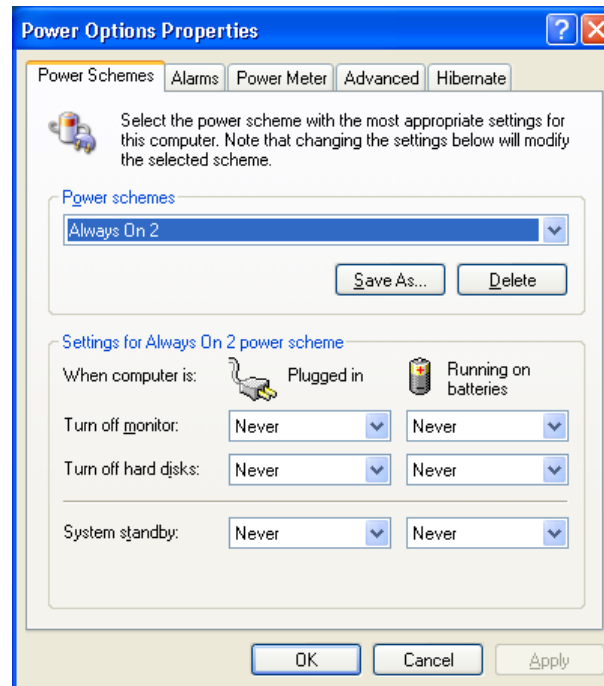 Power Options Properties
Power Schemes Alarms Power Meter Advanced Hibernate
Select the power scheme with the most appropriate settings for
this computer. Note that changing the settings below will modify
the selected scheme.
Power schemes
Always On 2
Save As... Delete
Settings for Always On 2 power scheme
When computer is: Plugged in Running on
batteries
Turn off monitor: Never Never
Turn off hard disks: Never Never
System standby: Never Never
OK Cancel Apply